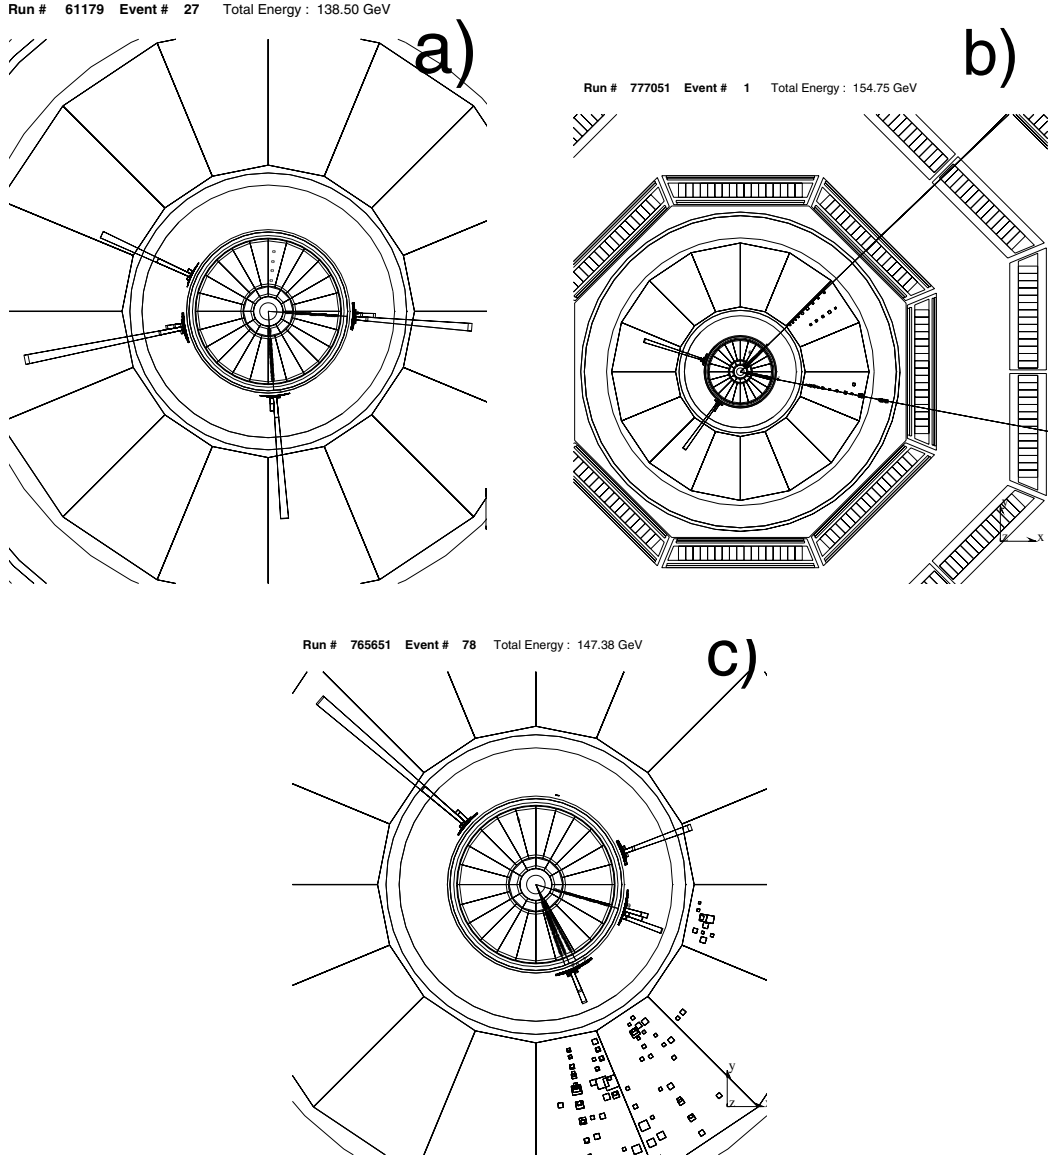 Run # 61179 Event # 27 Total Energy : 138.50 GeV
a)
b)
Run # 777051 Event # 1 Total Energy : 154.75 GeV
z x
Run # 765651 Event # 78 Total Energy : 147.38 GeV
c)
y
z